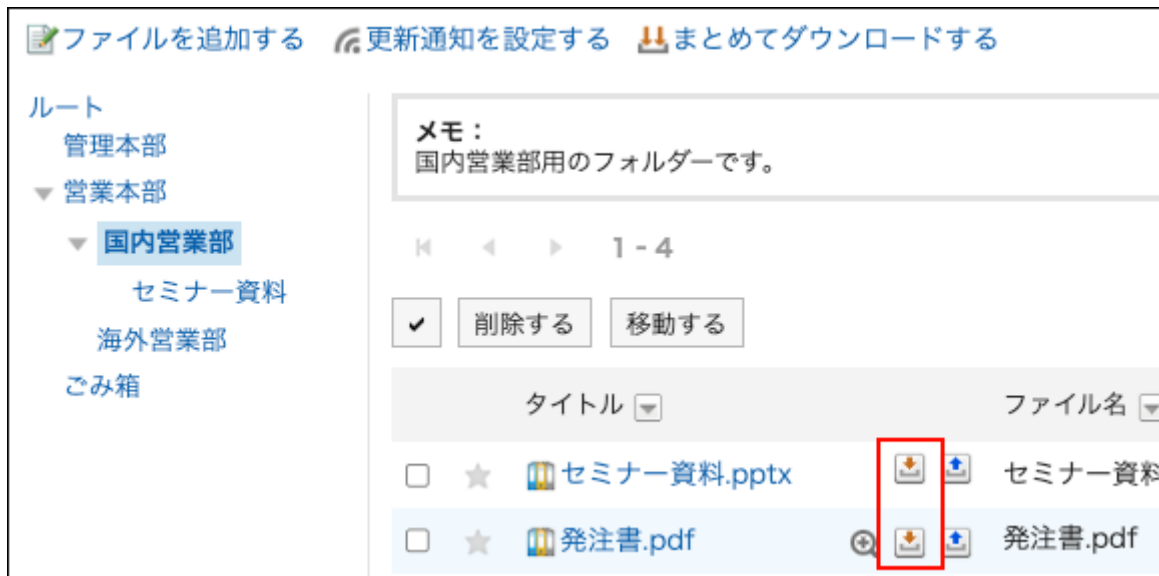 ファイルを追加する 更新通知を設定する まとめてダウンロードする
ルート
管理本部
営業本部
国内営業部
セミナー資料
海外営業部
ごみ箱
メモ：
国内営業部用のフォルダーです。
1 - 4
削除する 移動する
タイトル ファイル名
セミナー資料.pptx セミナー資料
発注書.pdf 発注書.pdf